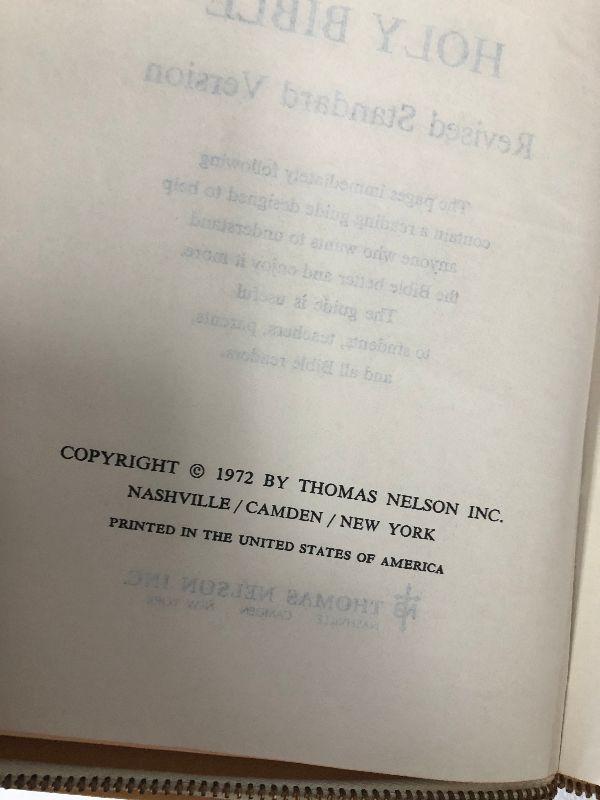 HOLY BIBLE
Revised Standard Version
The pages immediately following
contain a reading guide designed to help
anyone who wants to understand
the Bible better and enjoy it more.
The guide is useful
to students, teachers, parents,
and all Bible readers.
COPYRIGHT © 1972 BY THOMAS NELSON INC.
NASHVILLE / CAMDEN / NEW YORK
PRINTED IN THE UNITED STATES OF AMERICA
THOMAS NELSON INC.
NASHVILLE CAMDEN NEW YORK